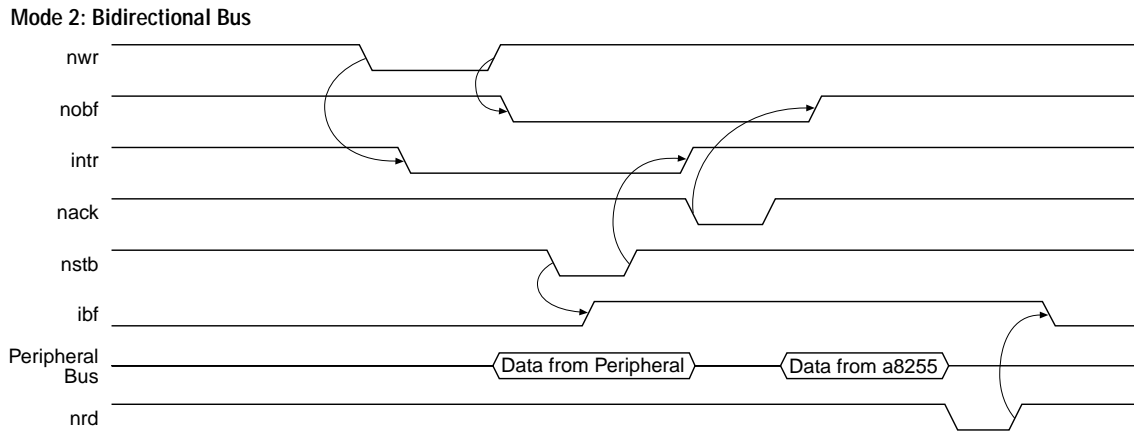 Mode 2: Bidirectional Bus
nwr
nobf
intr
nack
nstb
ibf
Peripheral
Bus
Data from Peripheral
Data from a8255
nrd